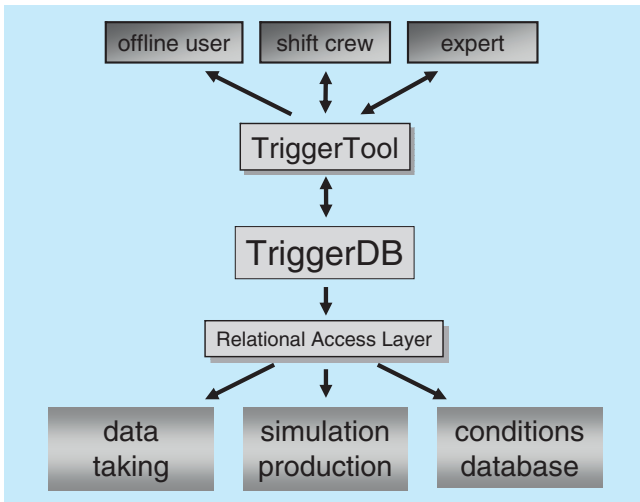 offline user
shift crew
expert
TriggerTool
TriggerDB
Relational Access Layer
data
taking
simulation
production
conditions
database